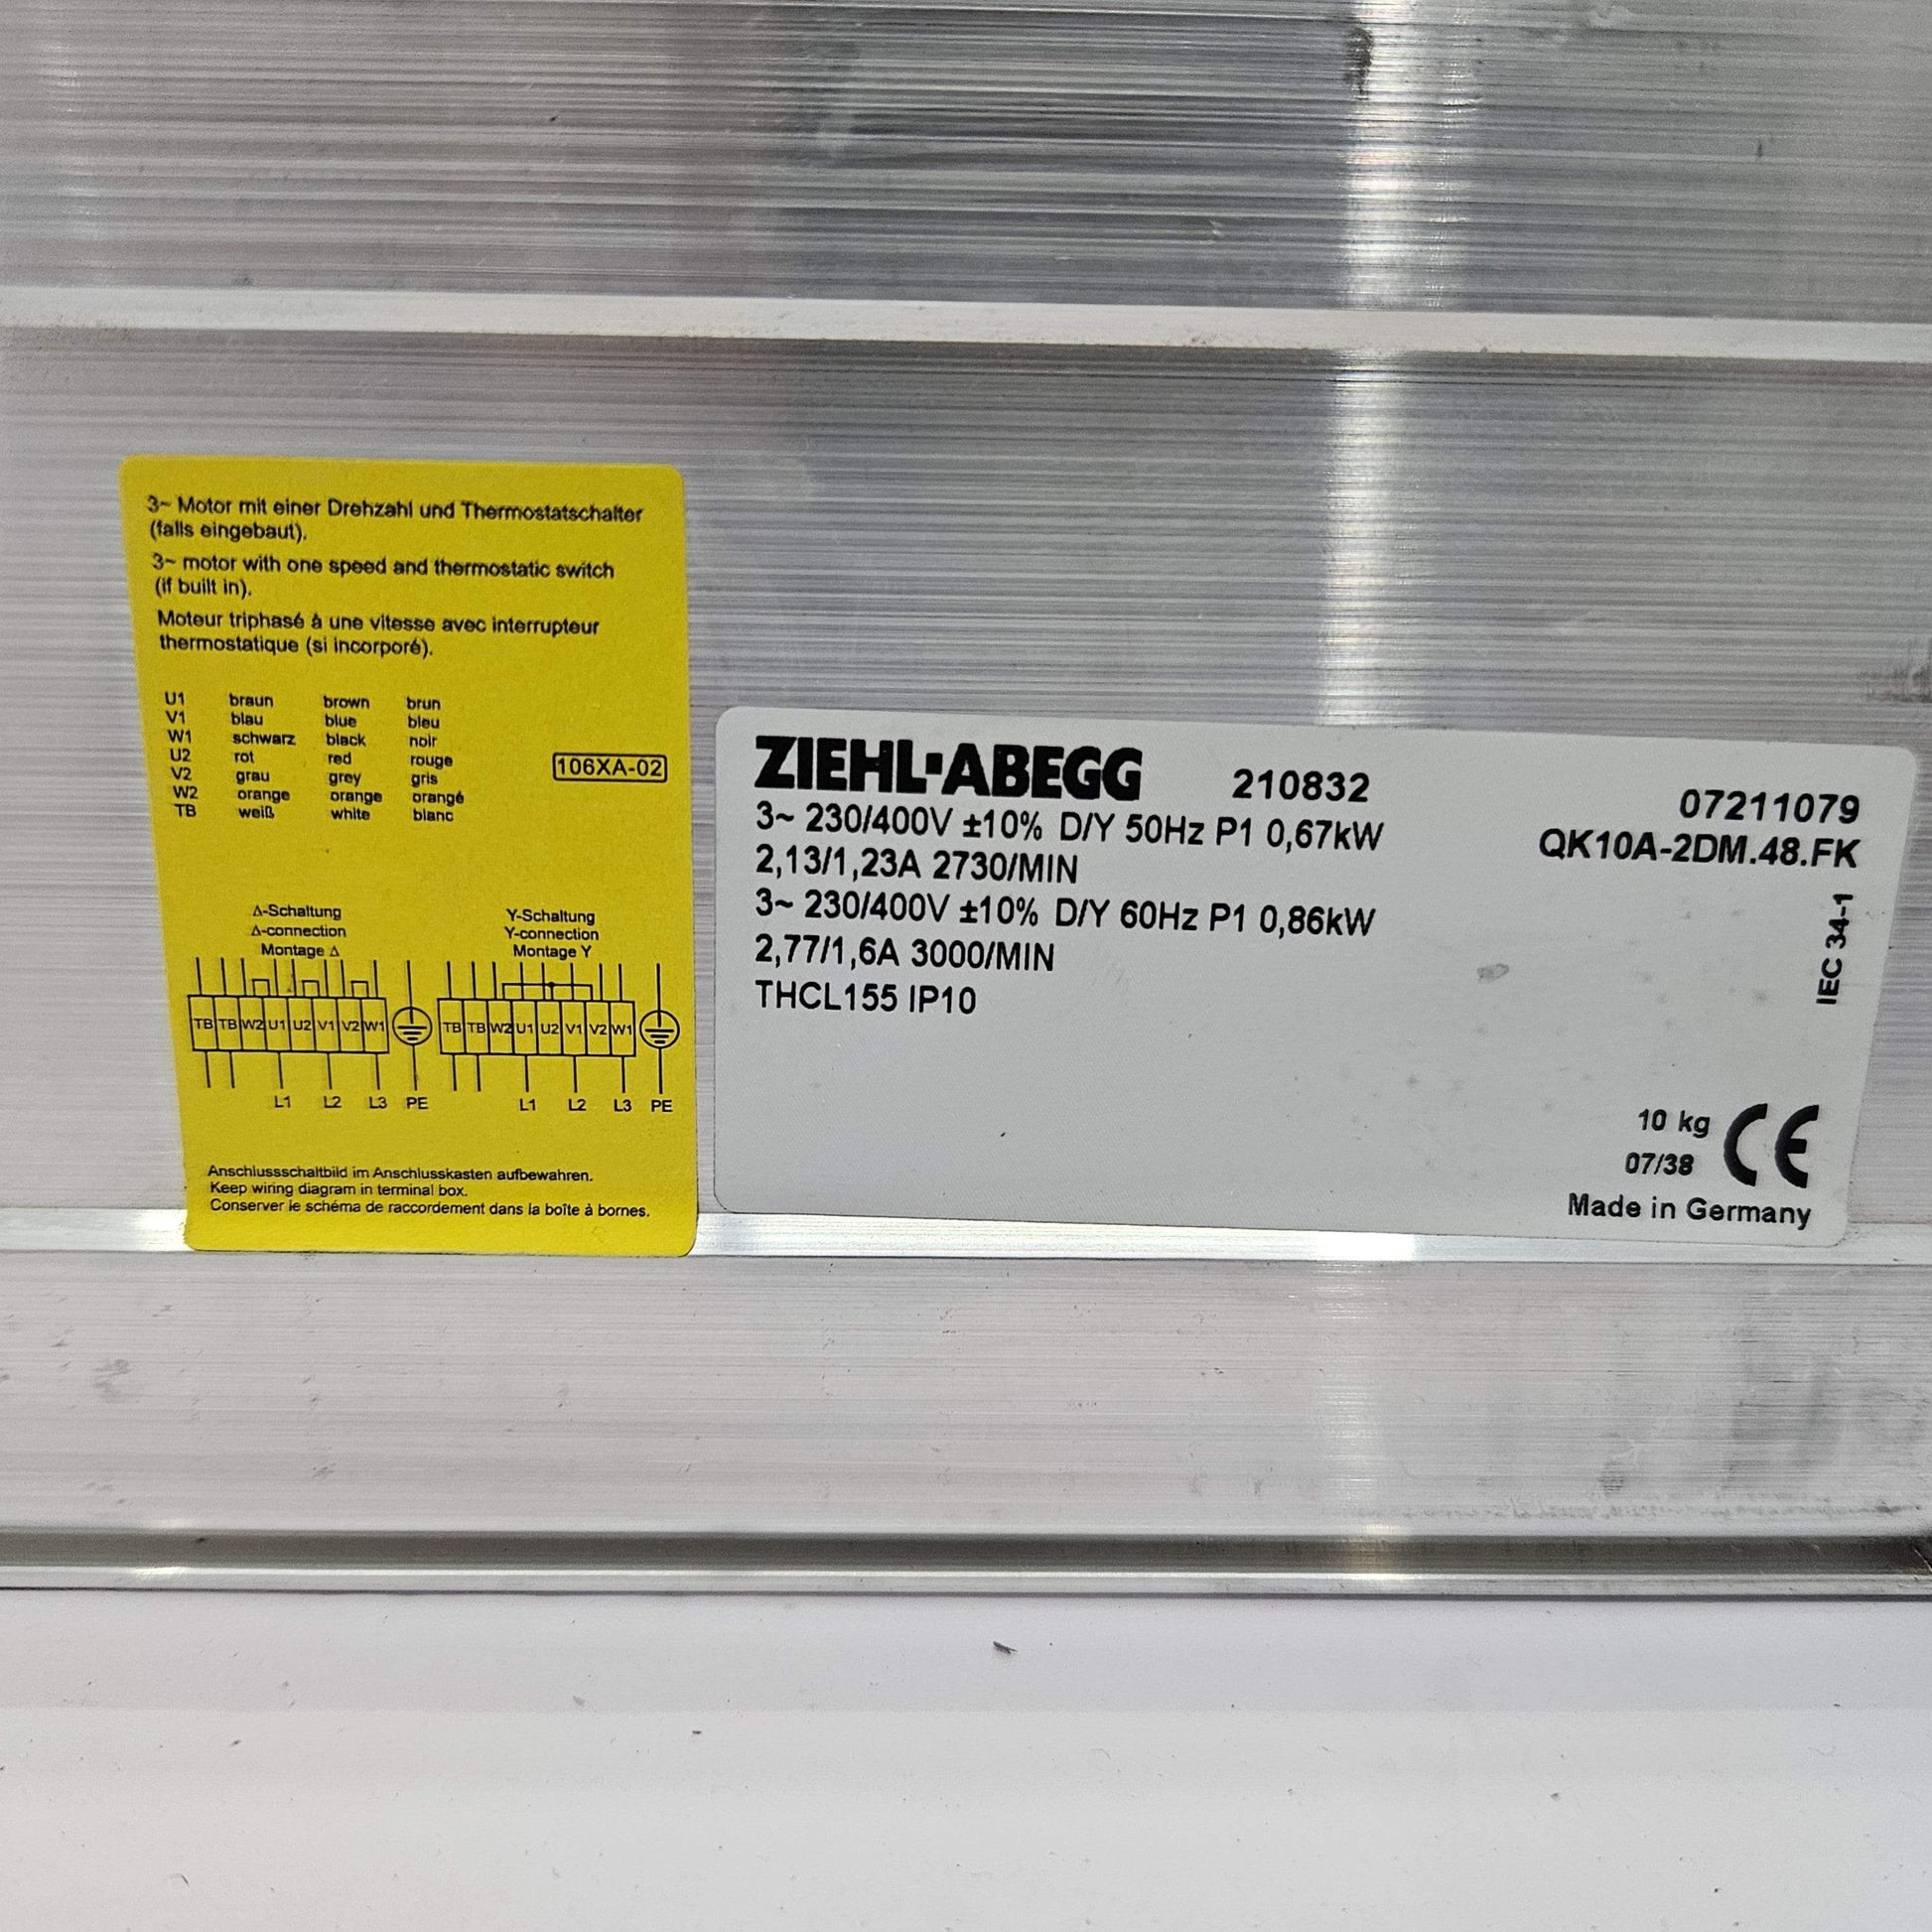 3~ Motor mit einer Drehzahl und Thermostatschalter
(falls eingebaut).
3~ motor with one speed and thermostatic switch
(if built in).
Moteur triphasé à une vitesse avec interrupteur
thermostatique (si incorporé).
U1 braun brown brun
V1 blau blue bleu
W1 schwarz black noir
U2 rot red rouge
V2 grau grey gris
W2 orange orange orangé
TB weiß white blanc
106XA-02
Δ-Schaltung
Δ-connection
Montage Δ
TB TB W2 U1 U2 V1 V2 W1
L1 L2 L3 PE
Y-Schaltung
Y-connection
Montage Y
TB TB W2 U1 U2 V1 V2 W1
L1 L2 L3 PE
Anschlussschaltbild im Anschlusskasten aufbewahren.
Keep wiring diagram in terminal box.
Conserver le schéma de raccordement dans la boîte à bornes.
ZIEHL-ABEGG 210832 07211079
3~ 230/400V ±10% D/Y 50Hz P1 0,67kW QK10A-2DM.48.FK
2,13/1,23A 2730/MIN
3~ 230/400V ±10% D/Y 60Hz P1 0,86kW
2,77/1,6A 3000/MIN
THCL155 IP10
IEC 34-1
10 kg CE
07/38
Made in Germany